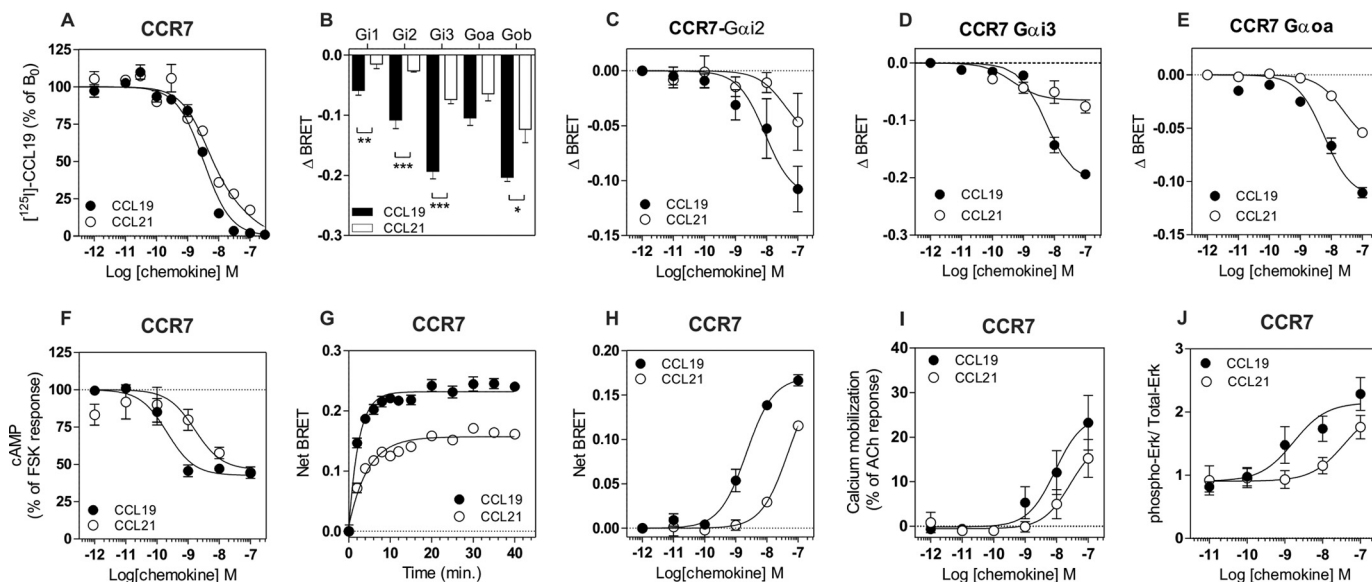 A
CCR7
[¹²⁵I]-CCL19 (% of B₀)
125
100
75
50
25
0
CCL19
CCL21
-12 -11 -10 -9 -8 -7
Log [chemokine] M
B
Gi1 Gi2 Gi3 Goa Gob
Δ BRET
0.0
-0.1
-0.2
-0.3
**
***
***
*
CCL19
CCL21
C
CCR7-Gαi2
Δ BRET
0.00
-0.05
-0.10
-0.15
CCL19
CCL21
-12 -11 -10 -9 -8 -7
Log [chemokine] M
D
CCR7 Gαi3
Δ BRET
0.0
-0.1
-0.2
-0.3
CCL19
CCL21
-12 -11 -10 -9 -8 -7
Log [chemokine] M
E
CCR7 Gαoa
Δ BRET
0.00
-0.05
-0.10
-0.15
CCL19
CCL21
-12 -11 -10 -9 -8 -7
Log [chemokine] M
F
CCR7
cAMP
(% of FSK response)
125
100
75
50
25
0
CCL19
CCL21
-12 -11 -10 -9 -8 -7
Log[chemokine] M
G
CCR7
Net BRET
0.3
0.2
0.1
0.0
CCL19
CCL21
0 10 20 30 40
Time (min.)
H
CCR7
Net BRET
0.20
0.15
0.10
0.05
0.00
CCL19
CCL21
-12 -11 -10 -9 -8 -7
Log[chemokine] M
I
CCR7
Calcium mobilization
(% of ACh response)
40
30
20
10
0
CCL19
CCL21
-12 -11 -10 -9 -8 -7
Log[chemokine] M
J
CCR7
phospho-Erk/ Total-Erk
3
2
1
0
CCL19
CCL21
-11 -10 -9 -8 -7
Log[chemokine] M